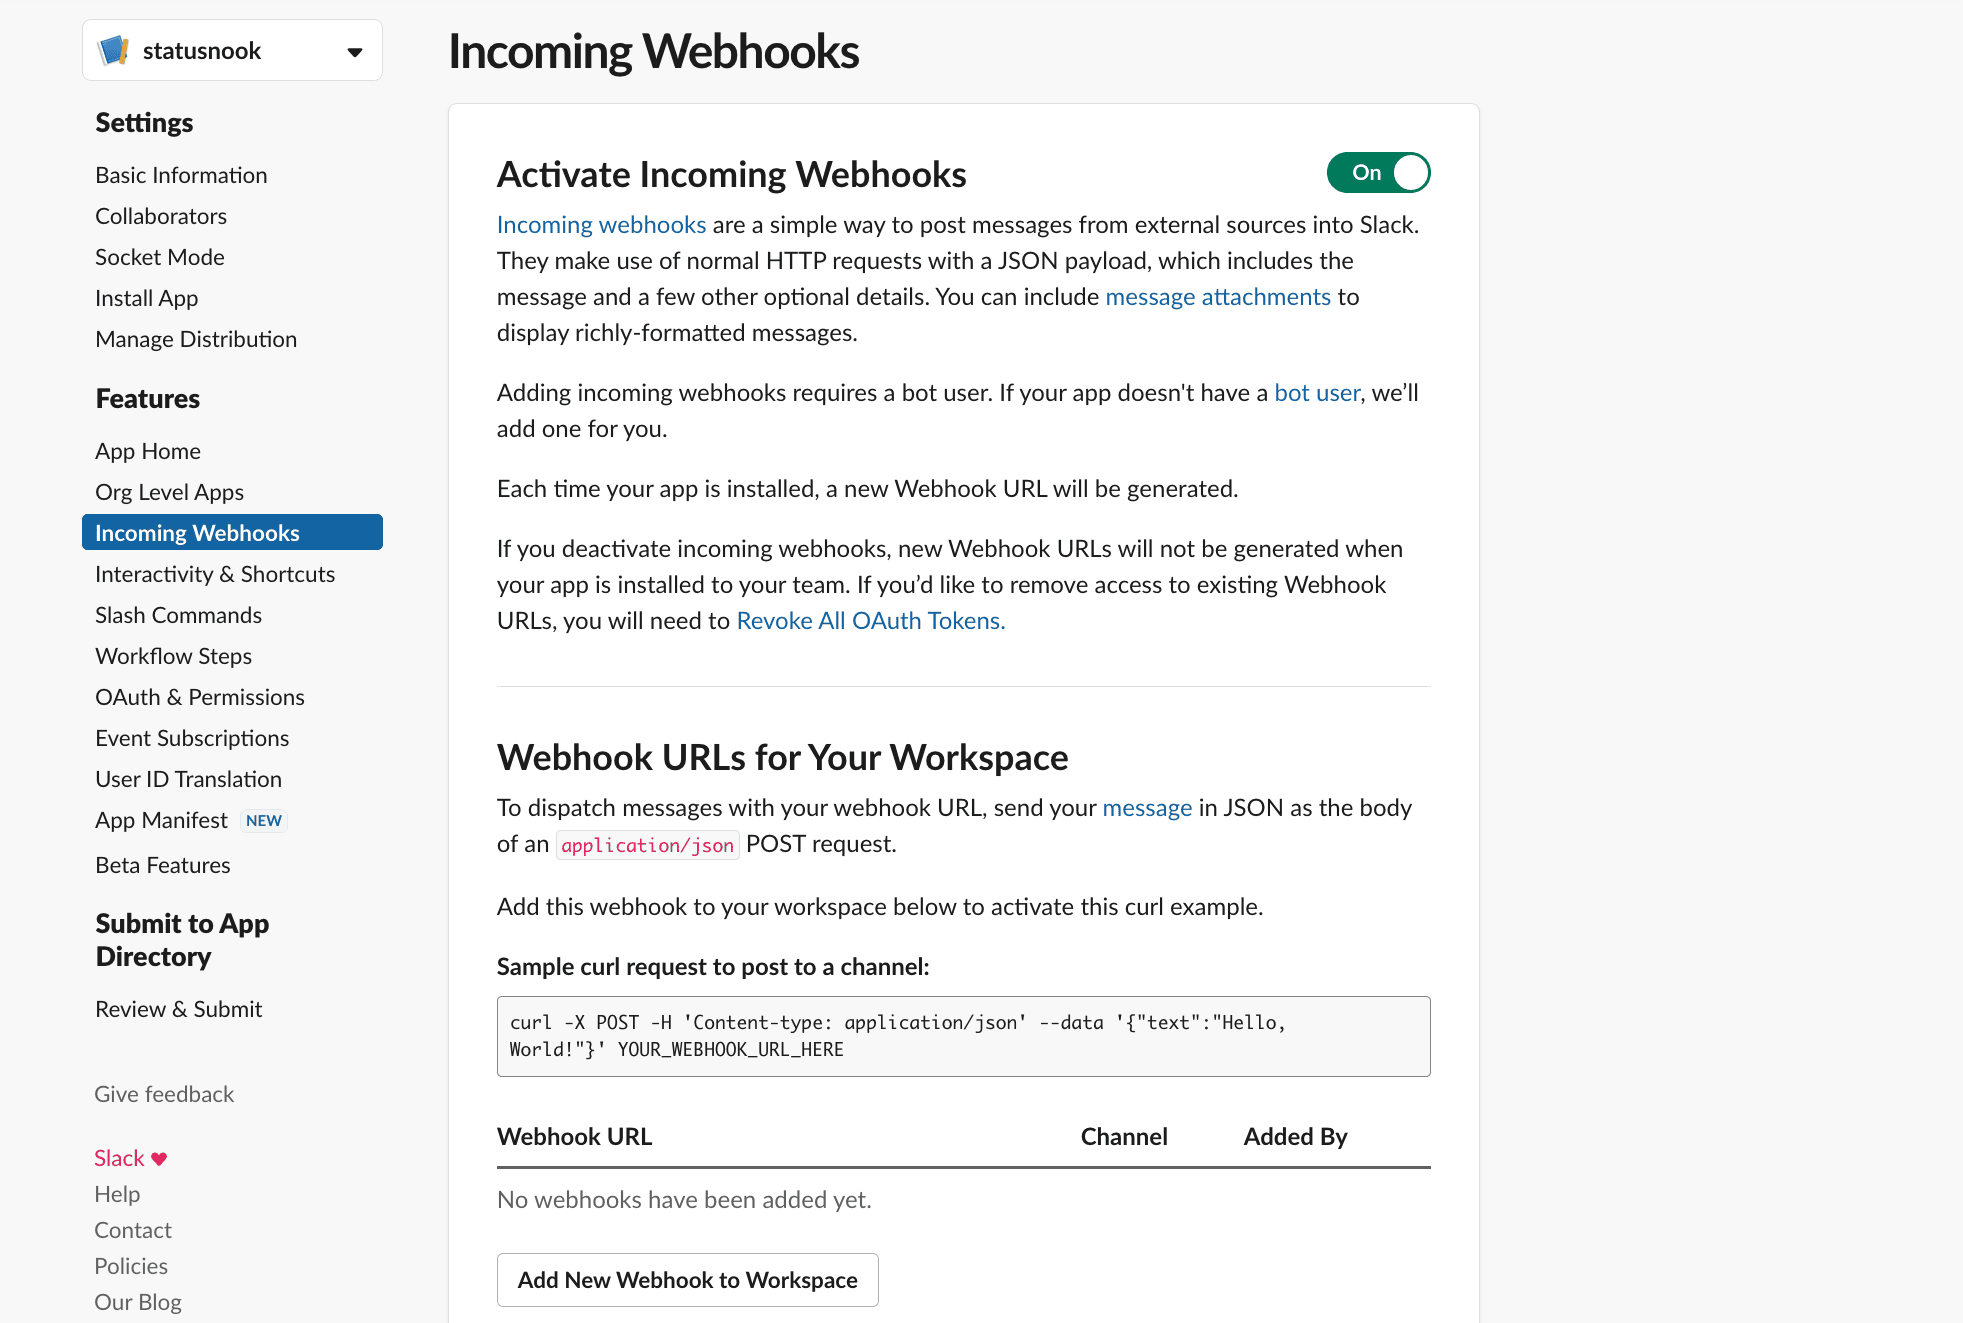 statusnook
Settings
Basic Information
Collaborators
Socket Mode
Install App
Manage Distribution
Features
App Home
Org Level Apps
Incoming Webhooks
Interactivity & Shortcuts
Slash Commands
Workflow Steps
OAuth & Permissions
Event Subscriptions
User ID Translation
App Manifest NEW
Beta Features
Submit to App
Directory
Review & Submit
Give feedback
Slack ♥
Help
Contact
Policies
Our Blog
Incoming Webhooks
Activate Incoming Webhooks
On
Incoming webhooks are a simple way to post messages from external sources into Slack.
They make use of normal HTTP requests with a JSON payload, which includes the
message and a few other optional details. You can include message attachments to
display richly-formatted messages.
Adding incoming webhooks requires a bot user. If your app doesn't have a bot user, we’ll
add one for you.
Each time your app is installed, a new Webhook URL will be generated.
If you deactivate incoming webhooks, new Webhook URLs will not be generated when
your app is installed to your team. If you’d like to remove access to existing Webhook
URLs, you will need to Revoke All OAuth Tokens.
Webhook URLs for Your Workspace
To dispatch messages with your webhook URL, send your message in JSON as the body
of an application/json POST request.
Add this webhook to your workspace below to activate this curl example.
Sample curl request to post to a channel:
curl -X POST -H 'Content-type: application/json' --data '{"text":"Hello,
World!"}' YOUR_WEBHOOK_URL_HERE
Webhook URL Channel Added By
No webhooks have been added yet.
Add New Webhook to Workspace